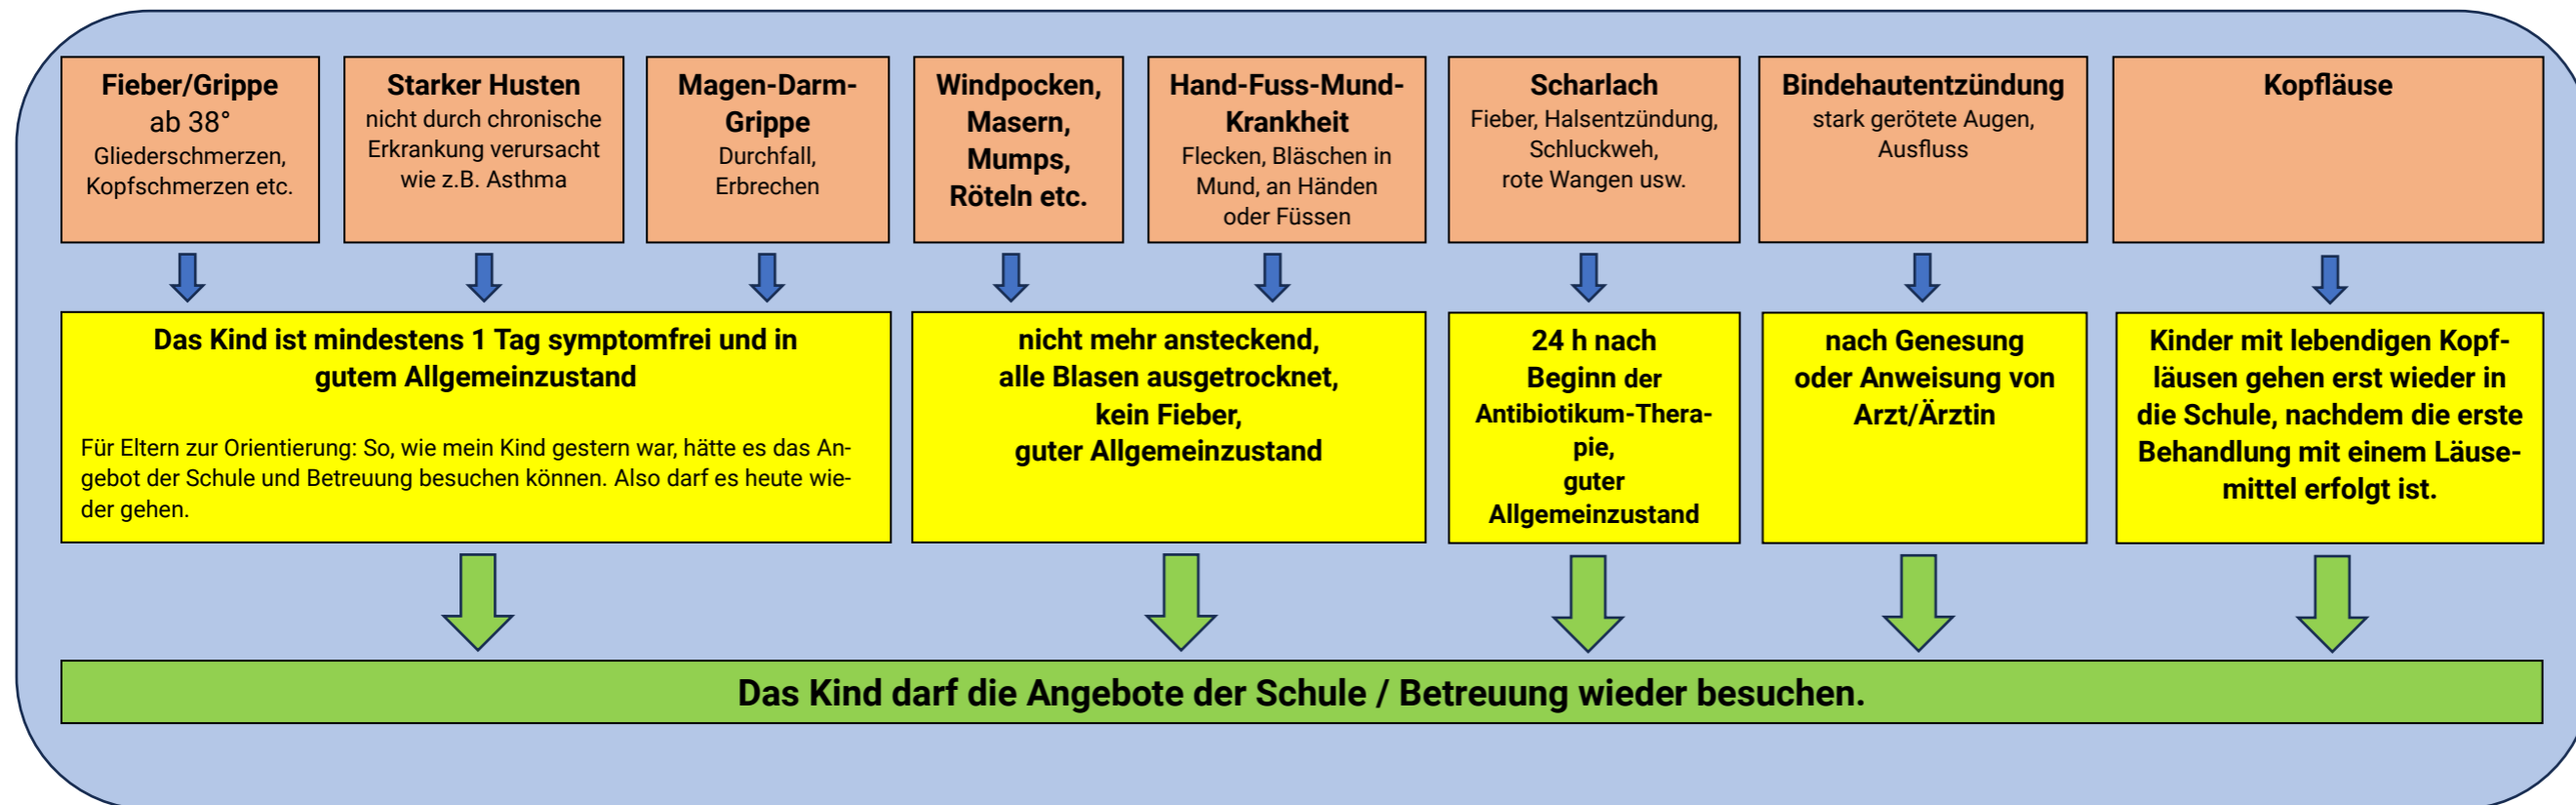 Fieber/Grippe
ab 38°
Gliederschmerzen,
Kopfschmerzen etc.
Starker Husten
nicht durch chronische
Erkrankung verursacht
wie z.B. Asthma
Magen-Darm-
Grippe
Durchfall,
Erbrechen
Windpocken,
Masern,
Mumps,
Röteln etc.
Hand-Fuss-Mund-
Krankheit
Flecken, Bläschen in
Mund, an Händen
oder Füssen
Scharlach
Fieber, Halsentzündung,
Schluckweh,
rote Wangen usw.
Bindehautentzündung
stark gerötete Augen,
Ausfluss
Kopfläuse
Das Kind ist mindestens 1 Tag symptomfrei und in
gutem Allgemeinzustand
Für Eltern zur Orientierung: So, wie mein Kind gestern war, hätte es das An-
gebot der Schule und Betreuung besuchen können. Also darf es heute wie-
der gehen.
nicht mehr ansteckend,
alle Blasen ausgetrocknet,
kein Fieber,
guter Allgemeinzustand
24 h nach
Beginn der
Antibiotikum-Thera-
pie,
guter
Allgemeinzustand
nach Genesung
oder Anweisung von
Arzt/Ärztin
Kinder mit lebendigen Kopf-
läusen gehen erst wieder in
die Schule, nachdem die erste
Behandlung mit einem Läuse-
mittel erfolgt ist.
Das Kind darf die Angebote der Schule / Betreuung wieder besuchen.